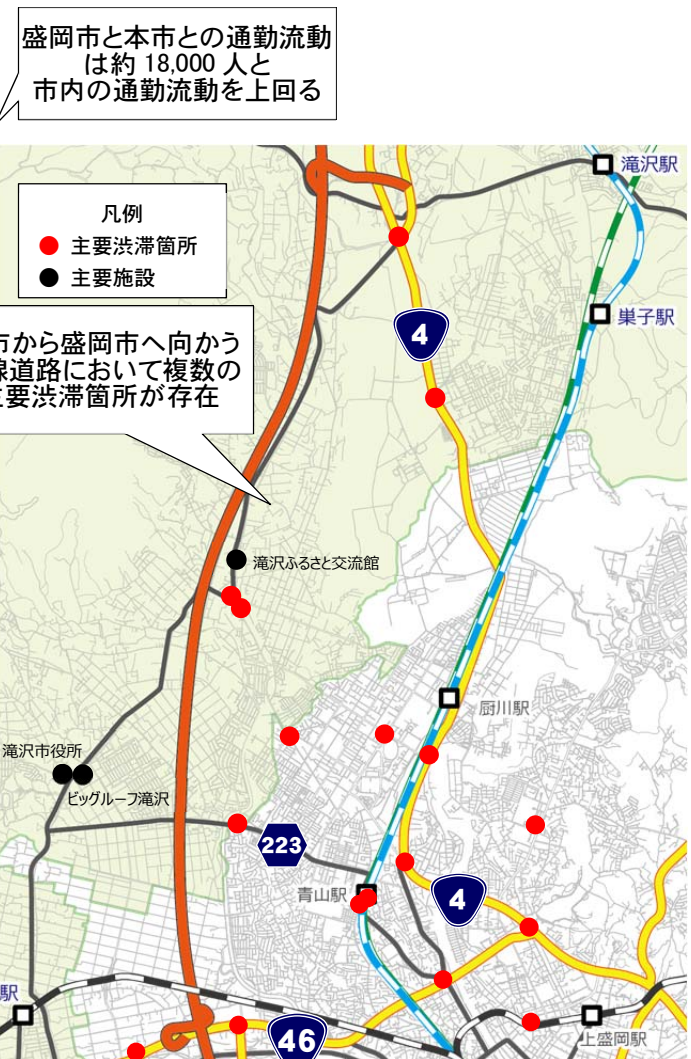 盛岡市と本市との通勤流動
は約 18,000 人と
市内の通勤流動を上回る
滝沢駅
凡例
主要渋滞箇所
主要施設
巣子駅
4
市から盛岡市へ向かう
線道路において複数の
主要渋滞箇所が存在
滝沢ふるさと交流館
厨川駅
滝沢市役所
ビッグルーフ滝沢
223
青山駅
4
駅
上盛岡駅
46